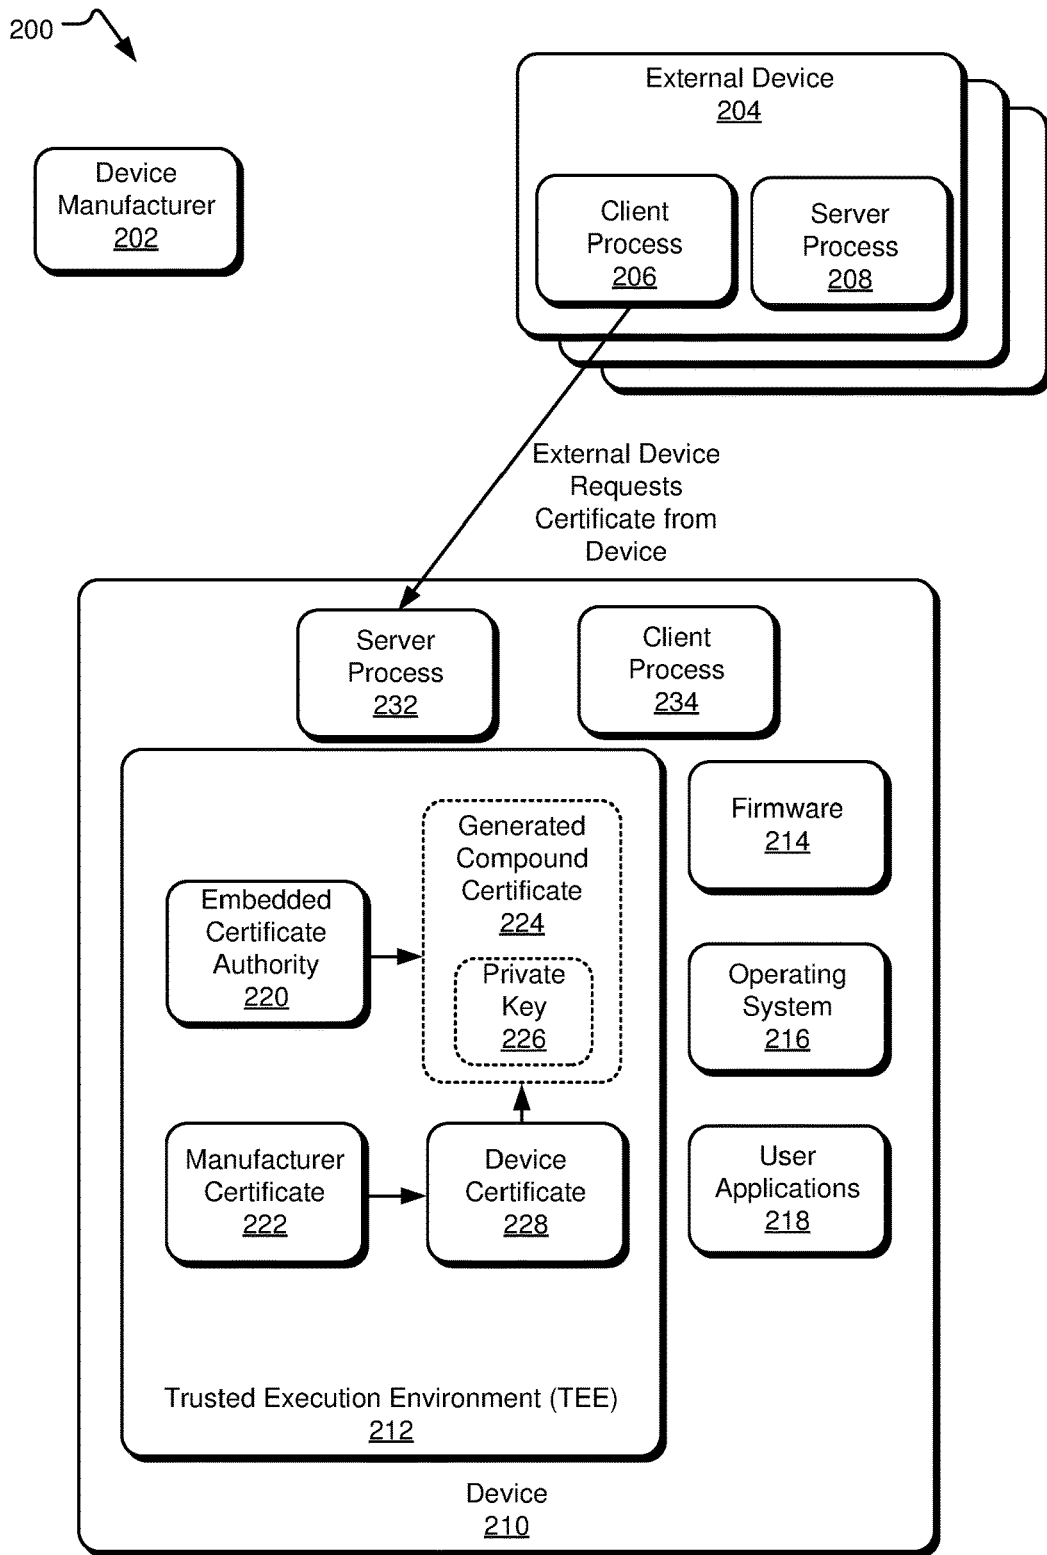 200
External Device
204
Device
Manufacturer
202
Client
Process
206
Server
Process
208
External Device
Requests
Certificate from
Device
Server
Process
232
Client
Process
234
Generated
Compound
Certificate
224
Private
Key
226
Embedded
Certificate
Authority
220
Manufacturer
Certificate
222
Device
Certificate
228
Trusted Execution Environment (TEE)
212
Firmware
214
Operating
System
216
User
Applications
218
Device
210